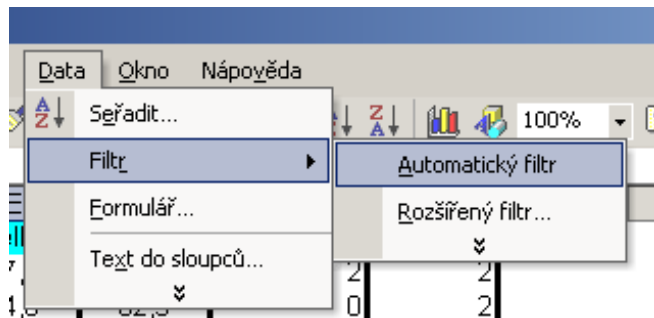 Data Okno Nápověda
Seřadit...
100%
Filtr
Automatický filtr
Formulář...
Rozšířený filtr...
Text do sloupců...
2 2
0 2